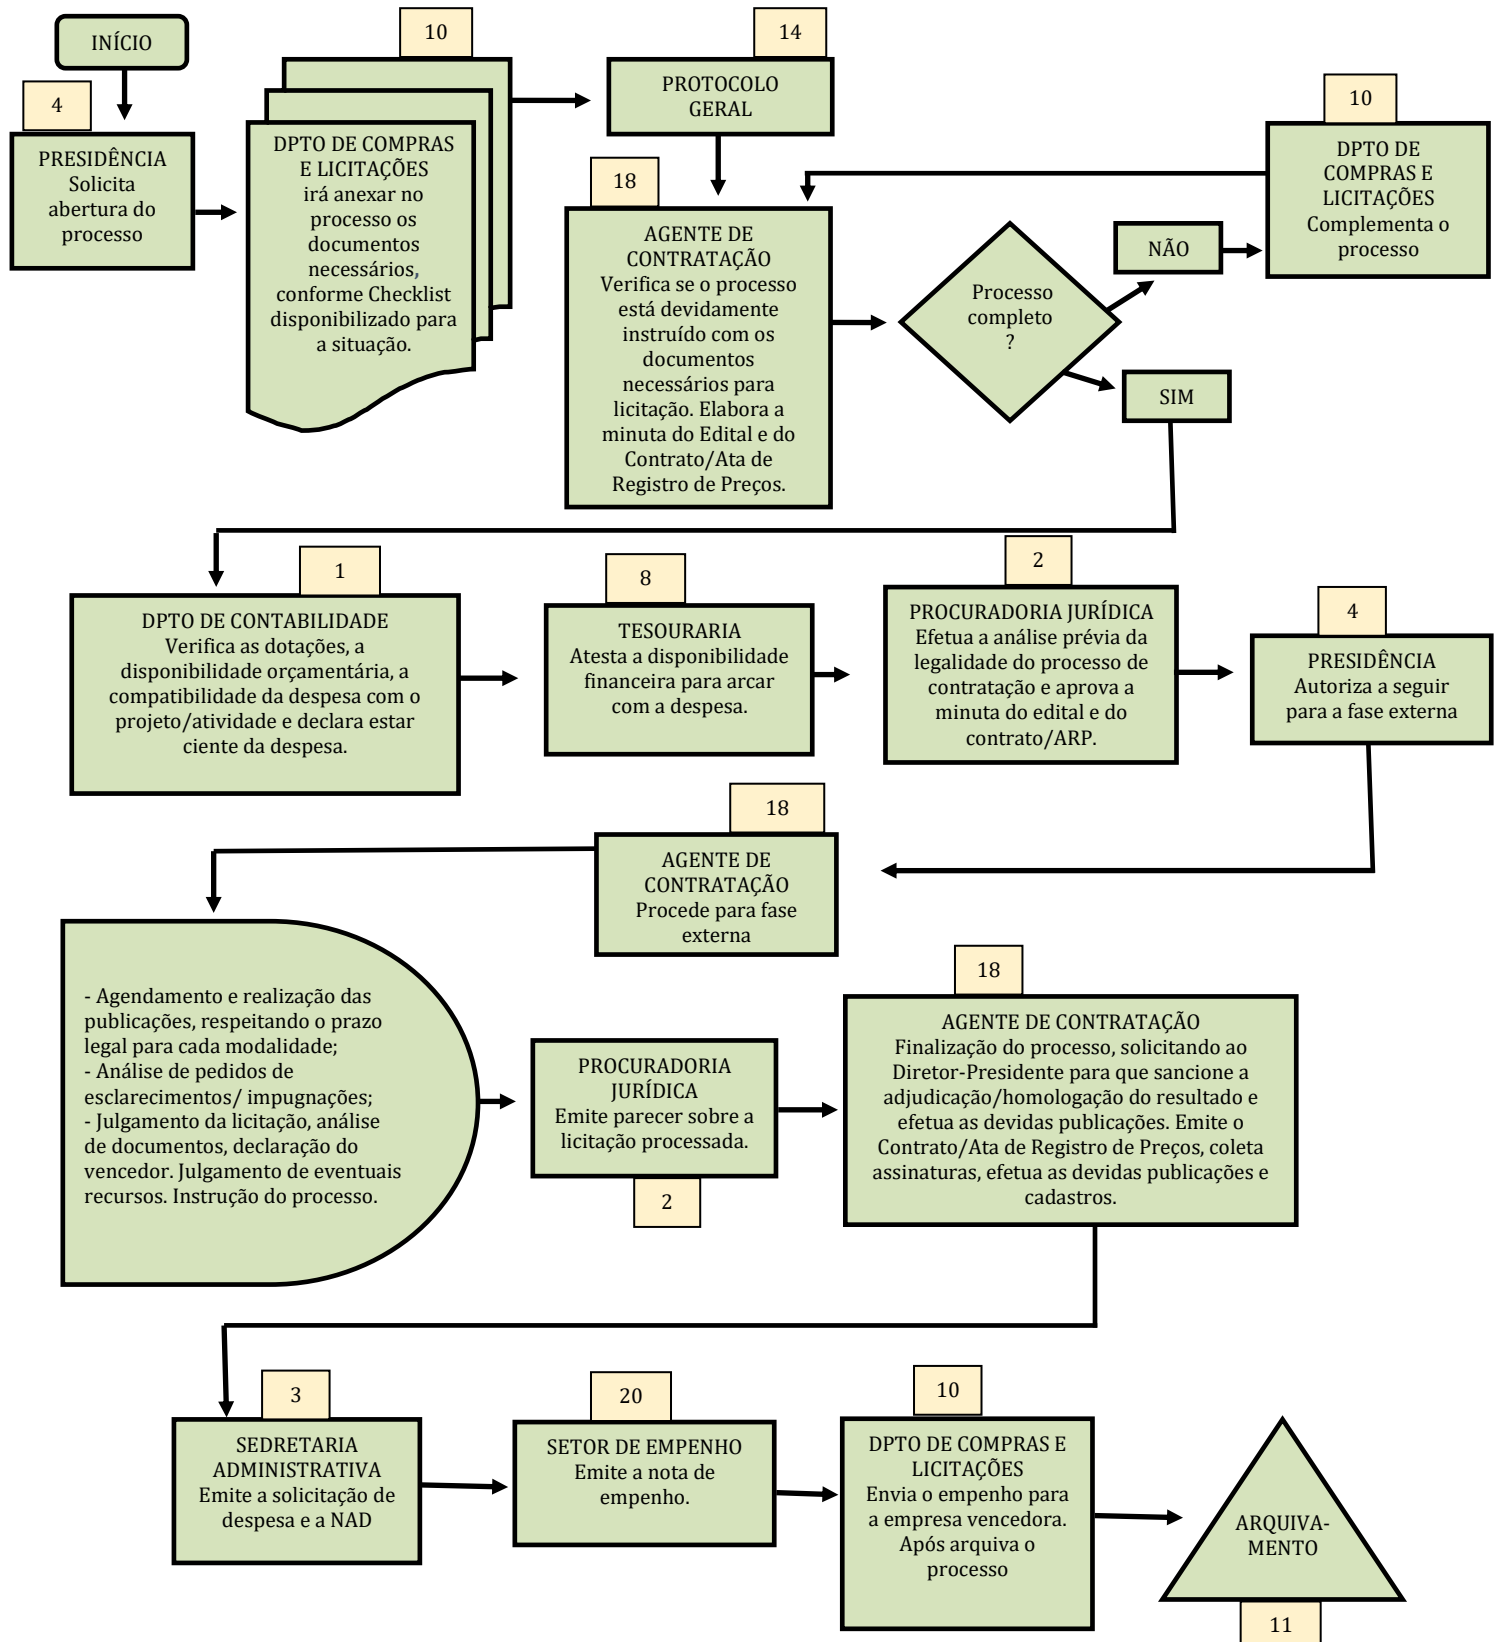 INÍCIO
4
PRESIDÊNCIA
Solicita
abertura do
processo
10
DPTO DE COMPRAS
E LICITAÇÕES
irá anexar no
processo os
documentos
necessários,
conforme Checklist
disponibilizado para
a situação.
14
PROTOCOLO
GERAL
18
AGENTE DE
CONTRATAÇÃO
Verifica se o processo
está devidamente
instruído com os
documentos
necessários para
licitação. Elabora a
minuta do Edital e do
Contrato/Ata de
Registro de Preços.
Processo
completo
?
NÃO
10
DPTO DE
COMPRAS E
LICITAÇÕES
Complementa o
processo
SIM
1
DPTO DE CONTABILIDADE
Verifica as dotações, a
disponibilidade orçamentária, a
compatibilidade da despesa com o
projeto/atividade e declara estar
ciente da despesa.
8
TESOURARIA
Atesta a disponibilidade
financeira para arcar
com a despesa.
2
PROCURADORIA JURÍDICA
Efetua a análise prévia da
legalidade do processo de
contratação e aprova a
minuta do edital e do
contrato/ARP.
4
PRESIDÊNCIA
Autoriza a seguir
para a fase externa
18
AGENTE DE
CONTRATAÇÃO
Procede para fase
externa
- Agendamento e realização das
publicações, respeitando o prazo
legal para cada modalidade;
- Análise de pedidos de
esclarecimentos/ impugnações;
- Julgamento da licitação, análise
de documentos, declaração do
vencedor. Julgamento de eventuais
recursos. Instrução do processo.
PROCURADORIA
JURÍDICA
Emite parecer sobre a
licitação processada.
2
18
AGENTE DE CONTRATAÇÃO
Finalização do processo, solicitando ao
Diretor-Presidente para que sancione a
adjudicação/homologação do resultado e
efetua as devidas publicações. Emite o
Contrato/Ata de Registro de Preços, coleta
assinaturas, efetua as devidas publicações e
cadastros.
3
SEDRETARIA
ADMINISTRATIVA
Emite a solicitação de
despesa e a NAD
20
SETOR DE EMPENHO
Emite a nota de
empenho.
10
DPTO DE COMPRAS E
LICITAÇÕES
Envia o empenho para
a empresa vencedora.
Após arquiva o
processo
ARQUIVA-
MENTO
11